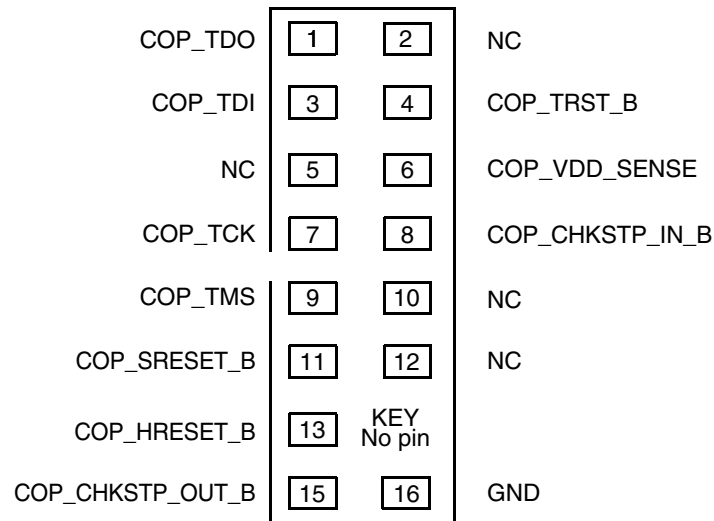 COP_TDO 1 2 NC
COP_TDI 3 4 COP_TRST_B
NC 5 6 COP_VDD_SENSE
COP_TCK 7 8 COP_CHKSTP_IN_B
COP_TMS 9 10 NC
COP_SRESET_B 11 12 NC
COP_HRESET_B 13 KEY
No pin
COP_CHKSTP_OUT_B 15 16 GND